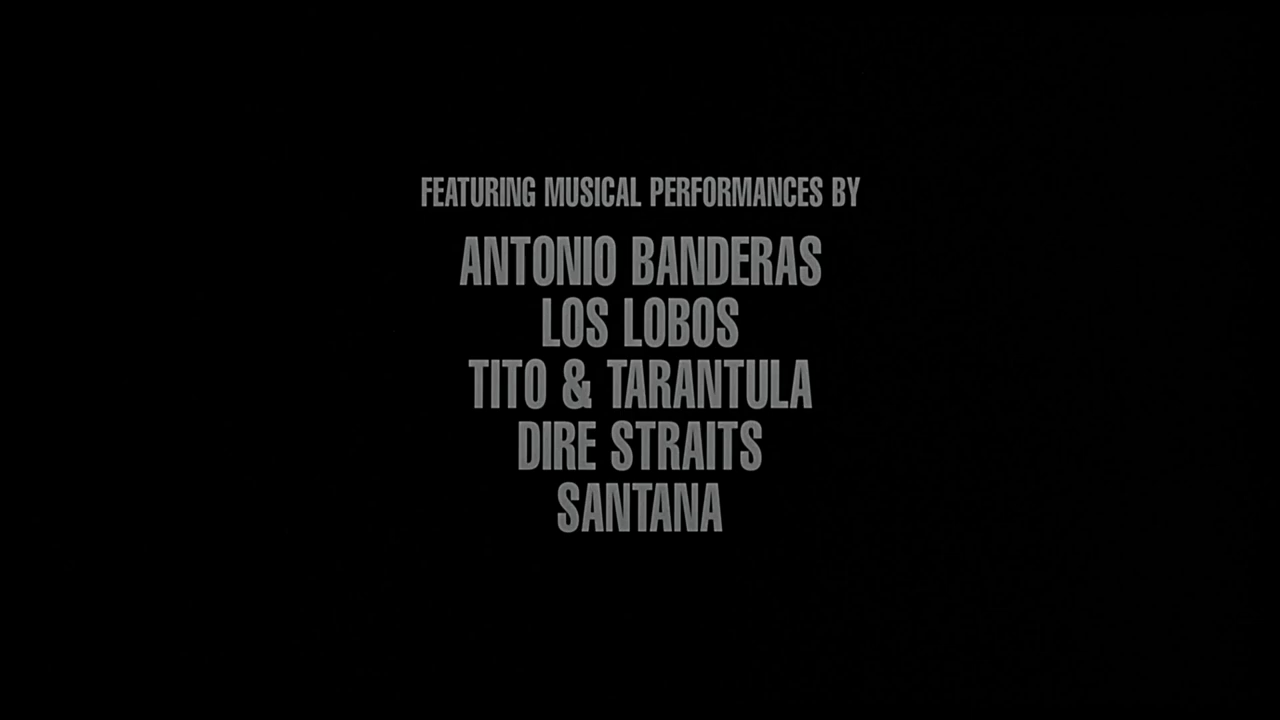 FEATURING MUSICAL PERFORMANCES BY
ANTONIO BANDERAS
LOS LOBOS
TITO & TARANTULA
DIRE STRAITS
SANTANA